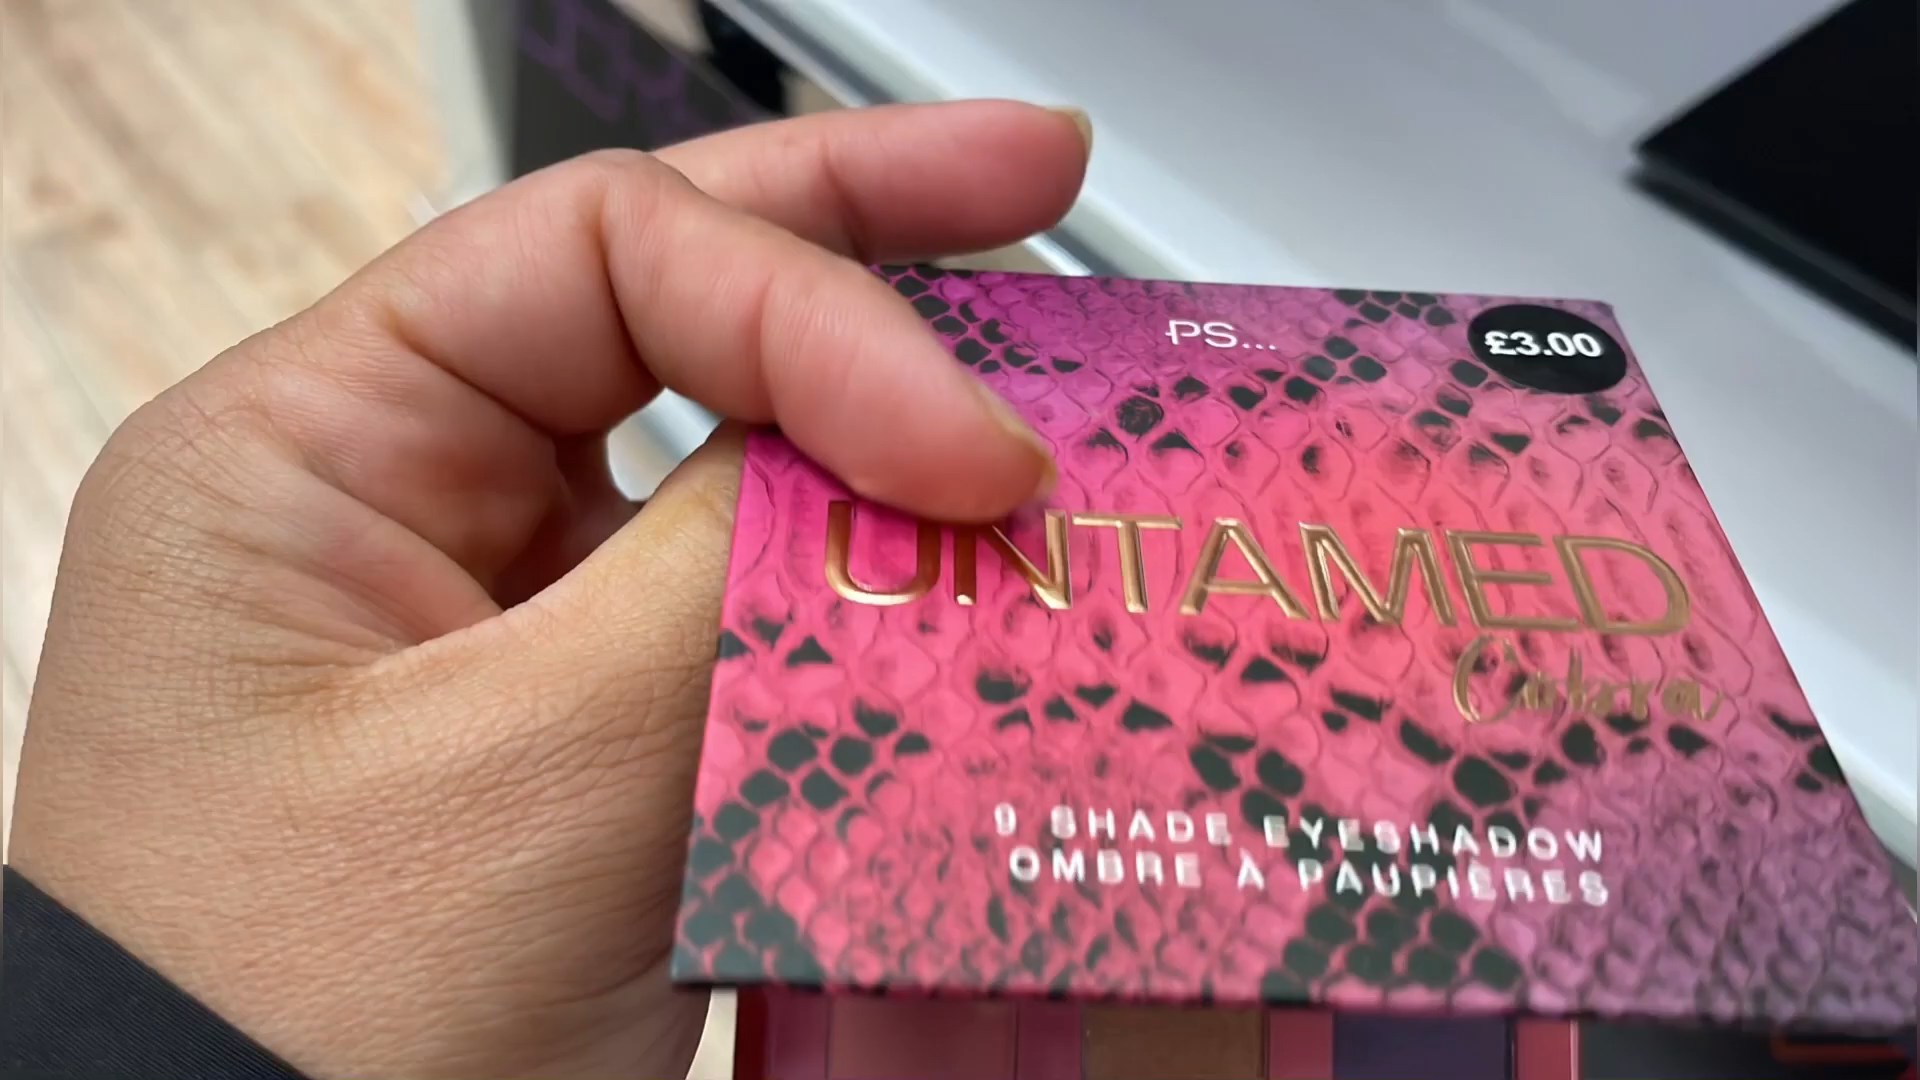 PS...
£3.00
UNTAMED
9 SHADE EYESHADOW
OMBRE À PAUPIÈRES